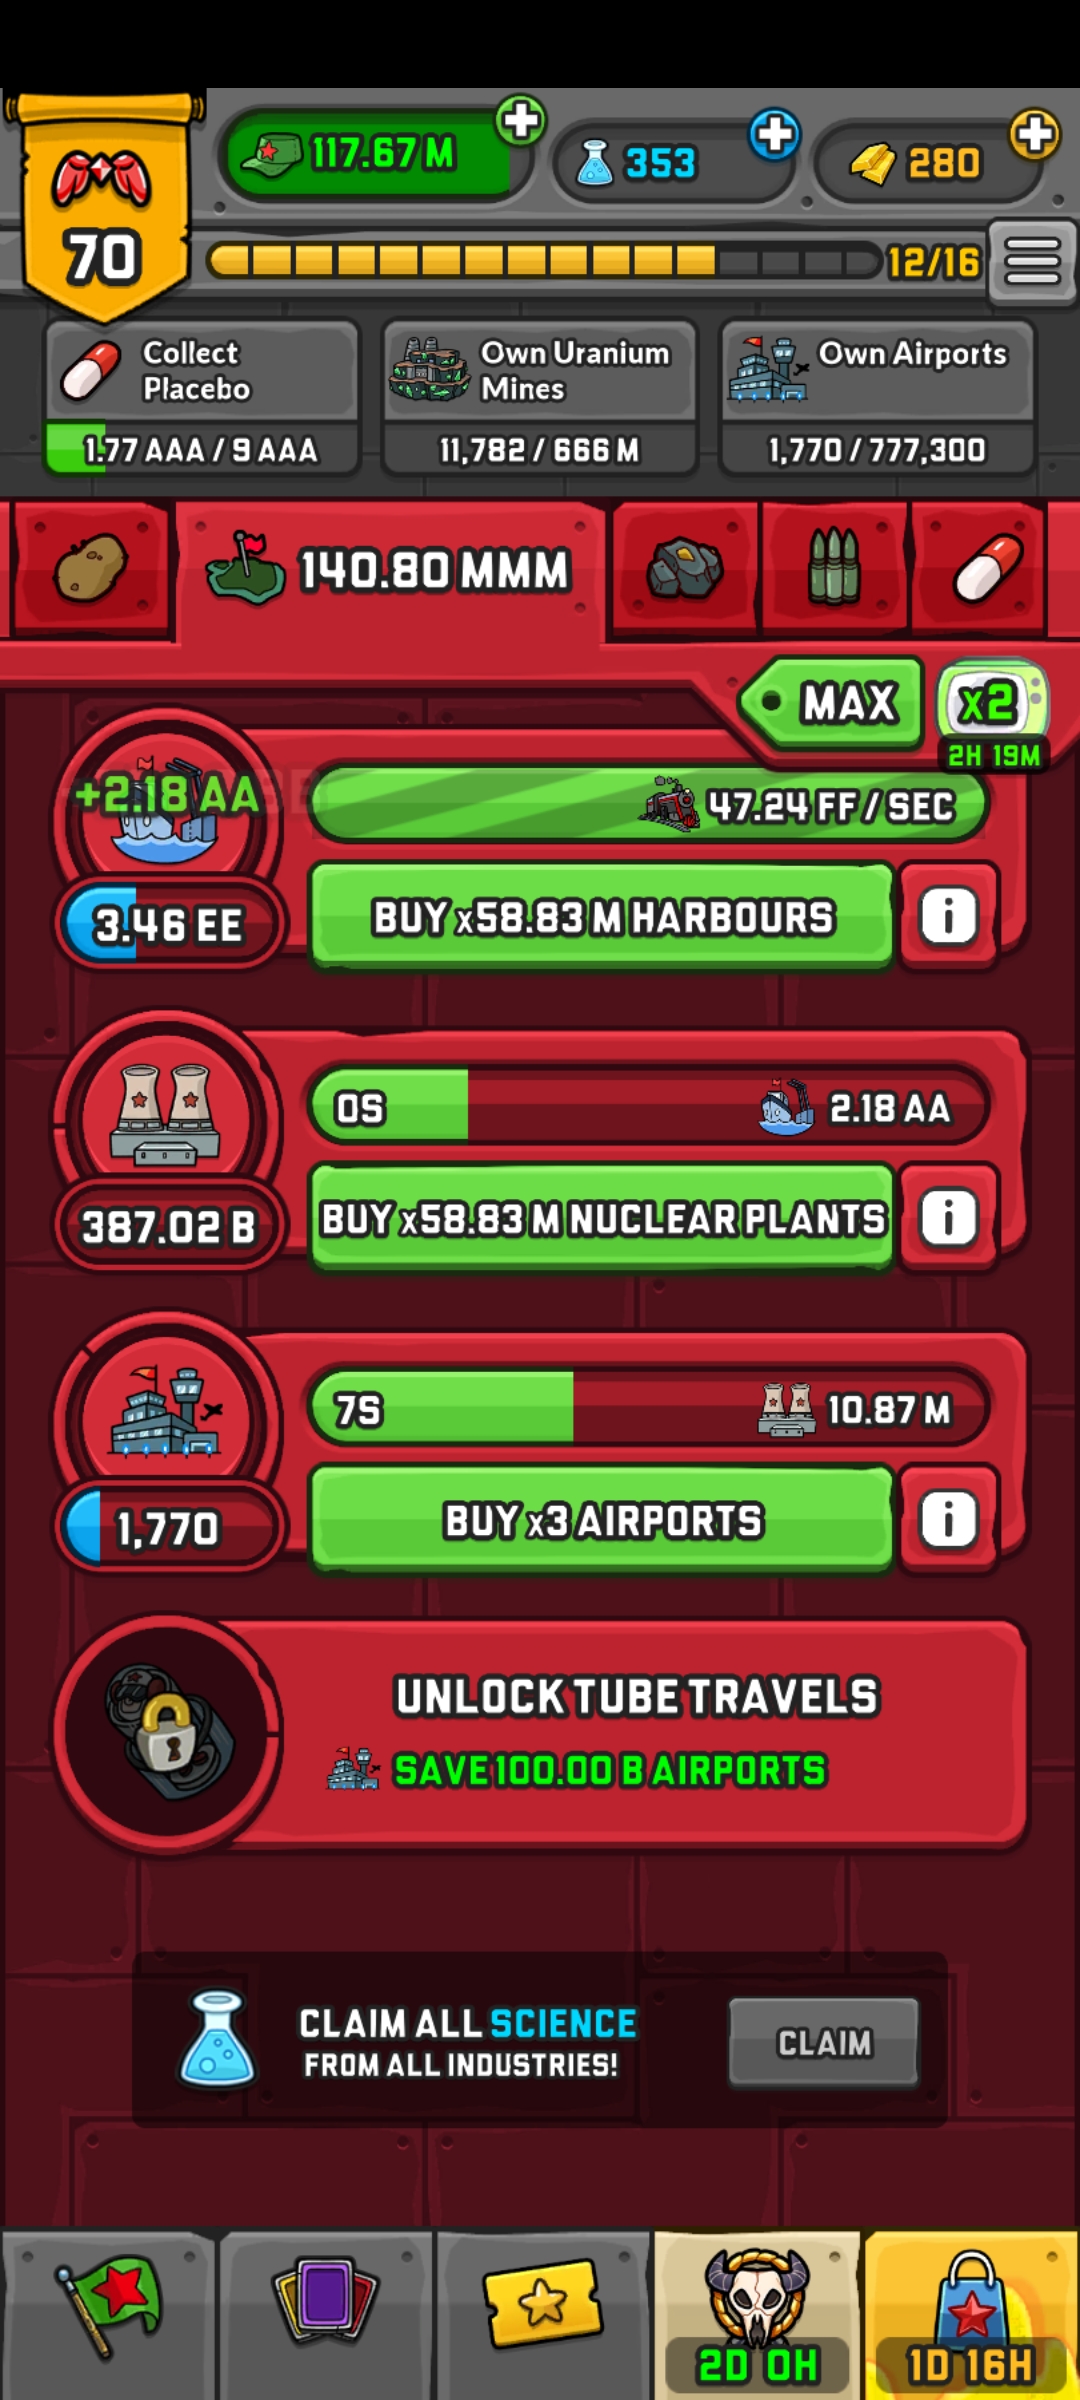 117.67 M
353
280
70
12/16
Collect
Placebo
Own Uranium
Mines
Own Airports
1.77 AAA / 9 AAA
11,782 / 666 M
1,770 / 777,300
140.80 MMM
MAX
x2
2H 19M
+2.18 AA
47.24 FF / SEC
3.46 EE
BUY x58.83 M HARBOURS
i
0S
2.18 AA
387.02 B
BUY x58.83 M NUCLEAR PLANTS
i
7S
10.87 M
1,770
BUY x3 AIRPORTS
i
UNLOCK TUBE TRAVELS
SAVE 100.00 B AIRPORTS
CLAIM ALL SCIENCE
FROM ALL INDUSTRIES!
CLAIM
2D 0H
1D 16H